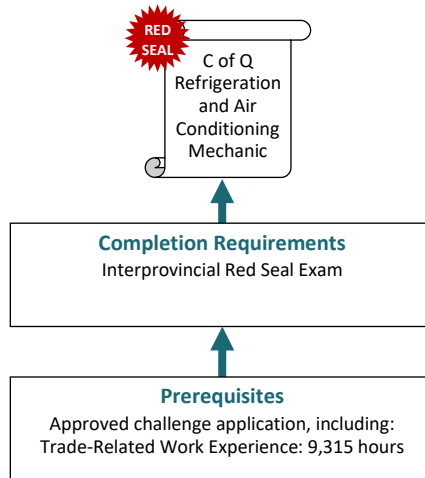 RED
SEAL
C of Q
Refrigeration
and Air
Conditioning
Mechanic
Completion Requirements
Interprovincial Red Seal Exam
Prerequisites
Approved challenge application, including:
Trade-Related Work Experience: 9,315 hours